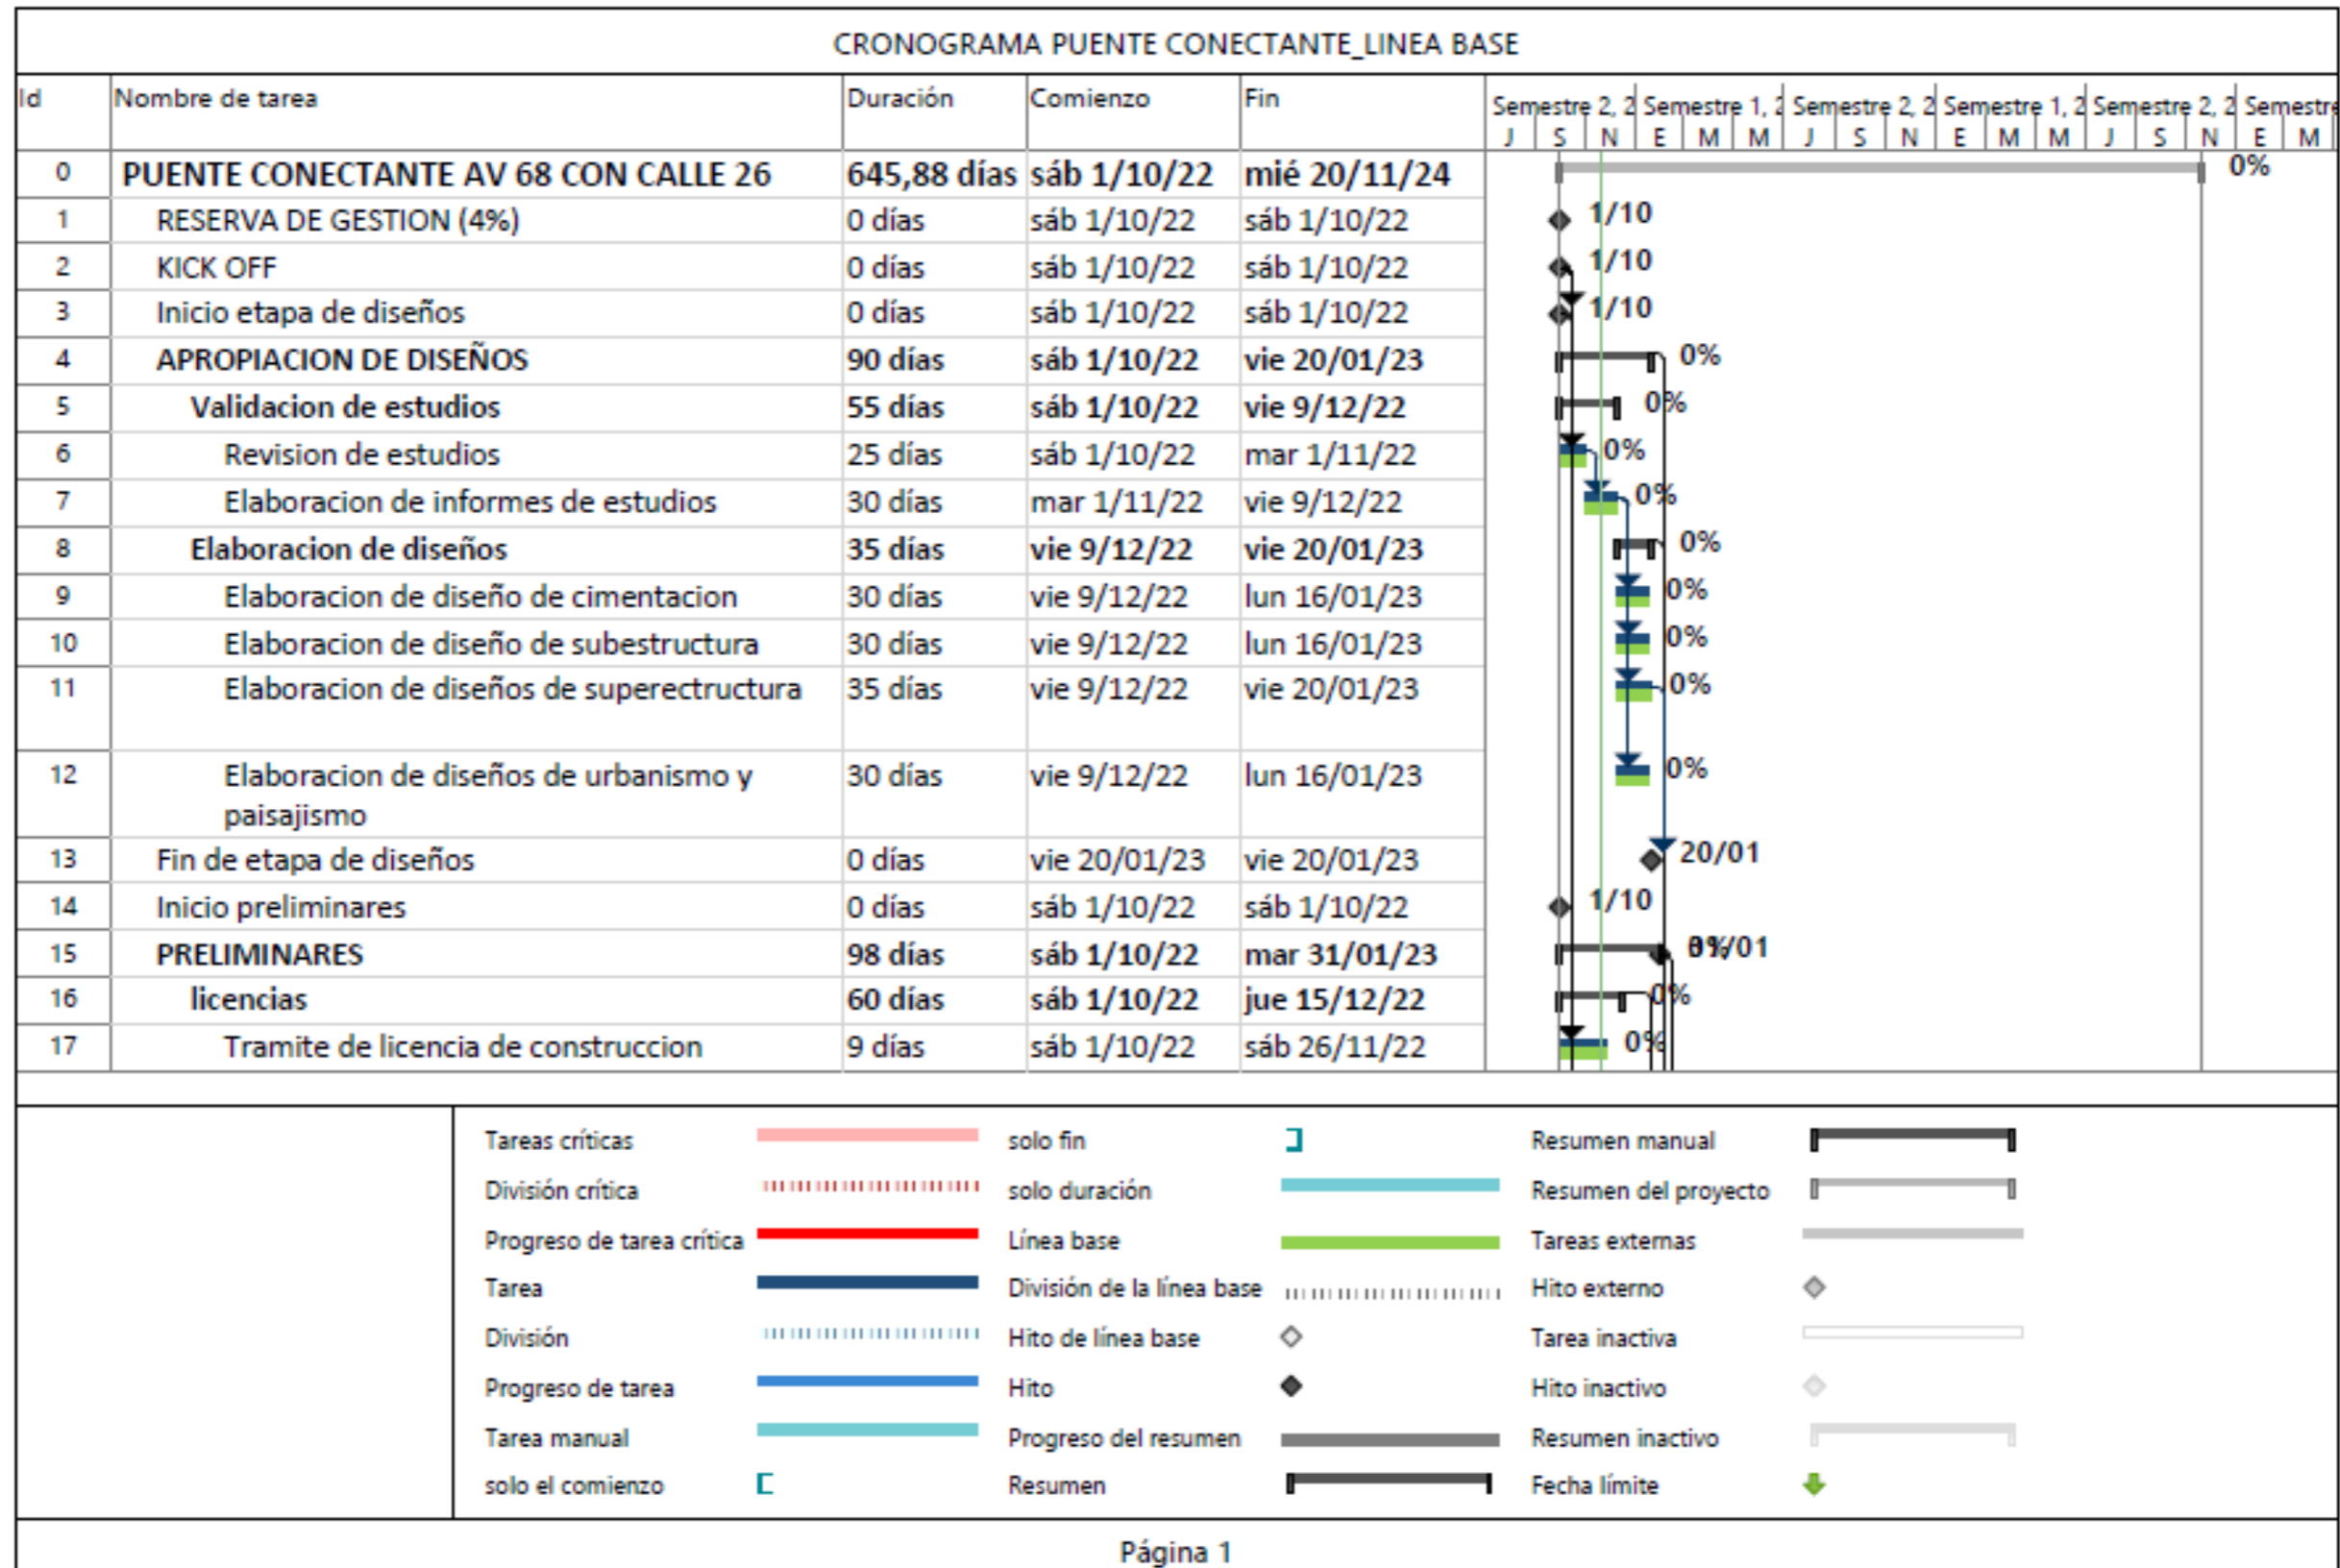 CRONOGRAMA PUENTE CONECTANTE_LINEA BASE
Id Nombre de tarea Duración Comienzo Fin
Semestre 2, 2 Semestre 1, 2 Semestre 2, 2 Semestre 1, 2 Semestre 2, 2 Semestre
J S N E M M J S N E M M J S N E M
0 PUENTE CONECTANTE AV 68 CON CALLE 26 645,88 días sáb 1/10/22 mié 20/11/24 0%
1 RESERVA DE GESTION (4%) 0 días sáb 1/10/22 sáb 1/10/22 1/10
2 KICK OFF 0 días sáb 1/10/22 sáb 1/10/22 1/10
3 Inicio etapa de diseños 0 días sáb 1/10/22 sáb 1/10/22 1/10
4 APROPIACION DE DISEÑOS 90 días sáb 1/10/22 vie 20/01/23 0%
5 Validacion de estudios 55 días sáb 1/10/22 vie 9/12/22 0%
6 Revision de estudios 25 días sáb 1/10/22 mar 1/11/22 0%
7 Elaboracion de informes de estudios 30 días mar 1/11/22 vie 9/12/22 0%
8 Elaboracion de diseños 35 días vie 9/12/22 vie 20/01/23 0%
9 Elaboracion de diseño de cimentacion 30 días vie 9/12/22 lun 16/01/23 0%
10 Elaboracion de diseño de subestructura 30 días vie 9/12/22 lun 16/01/23 0%
11 Elaboracion de diseños de superectructura 35 días vie 9/12/22 vie 20/01/23 0%
12 Elaboracion de diseños de urbanismo y 30 días vie 9/12/22 lun 16/01/23 0%
paisajismo
13 Fin de etapa de diseños 0 días vie 20/01/23 vie 20/01/23 20/01
14 Inicio preliminares 0 días sáb 1/10/22 sáb 1/10/22 1/10
15 PRELIMINARES 98 días sáb 1/10/22 mar 31/01/23
16 licencias 60 días sáb 1/10/22 jue 15/12/22 0%
17 Tramite de licencia de construccion 9 días sáb 1/10/22 sáb 26/11/22 0%
Tareas críticas solo fin Resumen manual
División crítica solo duración Resumen del proyecto
Progreso de tarea crítica Línea base Tareas externas
Tarea División de la línea base Hito externo
División Hito de línea base Tarea inactiva
Progreso de tarea Hito Hito inactivo
Tarea manual Progreso del resumen Resumen inactivo
solo el comienzo Resumen Fecha límite
Página 1